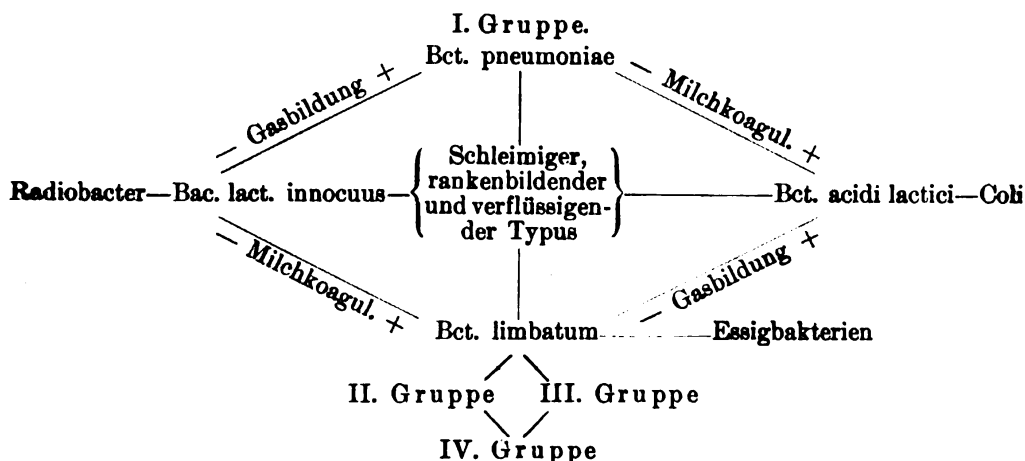 I. Gruppe.
Bct. pneumoniae
— Gasbildung +
— Milchkoagul. +
Radiobacter—Bac. lact. innocuus—
Schleimiger,
rankenbildender
und verflüssigen-
der Typus
Bct. acidi lactici—Coli
— Milchkoagul. +
— Gasbildung +
Bct. limbatum
Essigbakterien
II. Gruppe
III. Gruppe
IV. Gruppe